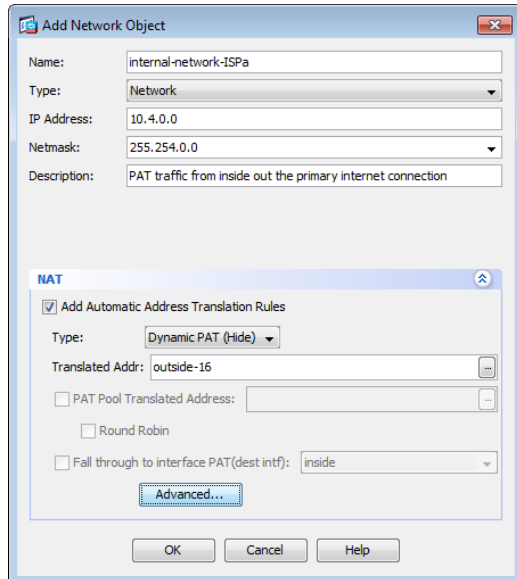 Add Network Object
Name: internal-network-ISPa
Type: Network
IP Address: 10.4.0.0
Netmask: 255.254.0.0
Description: PAT traffic from inside out the primary internet connection
NAT
Add Automatic Address Translation Rules
Type: Dynamic PAT (Hide)
Translated Addr: outside-16 ...
PAT Pool Translated Address: ...
Round Robin
Fall through to interface PAT(dest intf): inside
Advanced...
OK Cancel Help